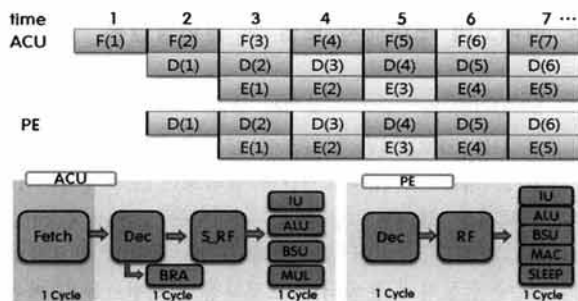 time 1 2 3 4 5 6 7 ...
ACU F(1) F(2) F(3) F(4) F(5) F(6) F(7)
D(1) D(2) D(3) D(4) D(5) D(6)
E(1) E(2) E(3) E(4) E(5)
PE D(1) D(2) D(3) D(4) D(5) D(6)
E(1) E(2) E(3) E(4) E(5)
ACU
Fetch
Dec
S_RF
BRA
IU
ALU
BSU
MUL
1 Cycle
1 Cycle
1 Cycle
PE
Dec
RF
IU
ALU
BSU
MAC
SLEEP
1 Cycle
1 Cycle